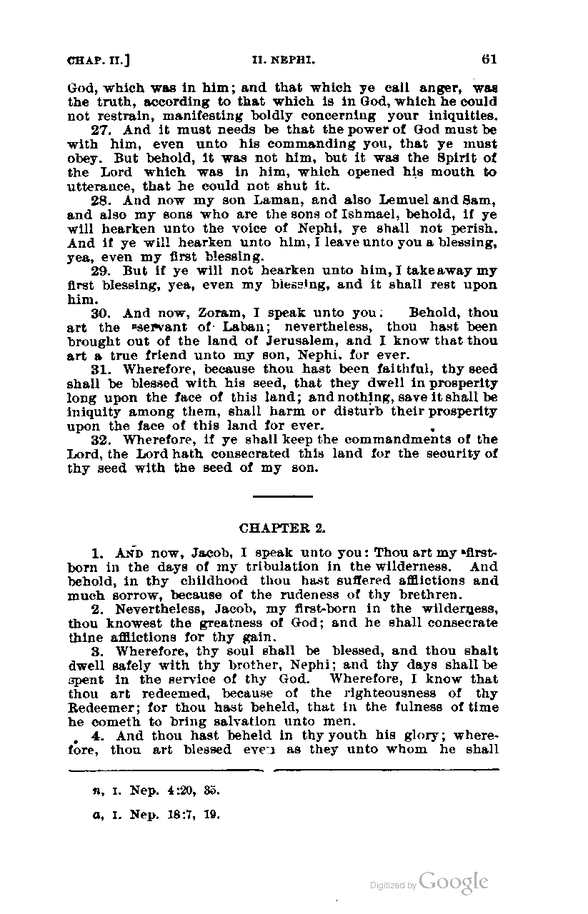 CHAP. II.] II. NEPHI. 61
God, which was in him; and that which ye call anger, was
the truth, according to that which is in God, which he could
not restrain, manifesting boldly concerning your iniquities.
27. And it must needs be that the power of God must be
with him, even unto his commanding you, that ye must
obey. But behold, it was not him, but it was the Spirit of
the Lord which was in him, which opened his mouth to
utterance, that he could not shut it.
28. And now my son Laman, and also Lemuel and Sam,
and also my sons who are the sons of Ishmael, behold, if ye
will hearken unto the voice of Nephi, ye shall not perish.
And if ye will hearken unto him, I leave unto you a blessing,
yea, even my first blessing.
29. But if ye will not hearken unto him, I take away my
first blessing, yea, even my blessing, and it shall rest upon
him.
30. And now, Zoram, I speak unto you: Behold, thou
art the ⁿservant of Laban; nevertheless, thou hast been
brought out of the land of Jerusalem, and I know that thou
art a true friend unto my son, Nephi, for ever.
31. Wherefore, because thou hast been faithful, thy seed
shall be blessed with his seed, that they dwell in prosperity
long upon the face of this land; and nothing, save it shall be
iniquity among them, shall harm or disturb their prosperity
upon the face of this land for ever.
32. Wherefore, if ye shall keep the commandments of the
Lord, the Lord hath consecrated this land for the security of
thy seed with the seed of my son.
CHAPTER 2.
1. AND now, Jacob, I speak unto you: Thou art my ᵃfirst-
born in the days of my tribulation in the wilderness. And
behold, in thy childhood thou hast suffered afflictions and
much sorrow, because of the rudeness of thy brethren.
2. Nevertheless, Jacob, my first-born in the wilderness,
thou knowest the greatness of God; and he shall consecrate
thine afflictions for thy gain.
3. Wherefore, thy soul shall be blessed, and thou shalt
dwell safely with thy brother, Nephi; and thy days shall be
spent in the service of thy God. Wherefore, I know that
thou art redeemed, because of the righteousness of thy
Redeemer; for thou hast beheld, that in the fulness of time
he cometh to bring salvation unto men.
4. And thou hast beheld in thy youth his glory; where-
fore, thou art blessed even as they unto whom he shall
n, I. Nep. 4:20, 35.
a, I. Nep. 18:7, 19.
Digitized by Google